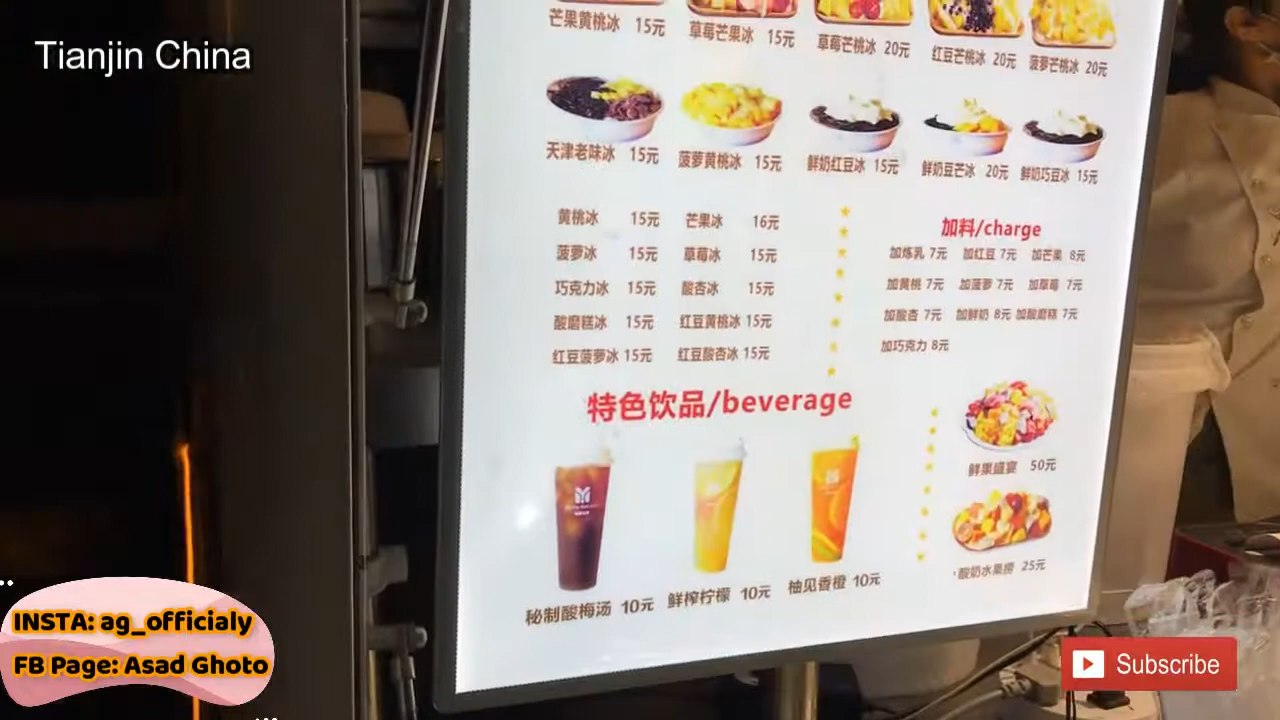 Tianjin China
芒果黄桃冰 15元 草莓芒果冰 15元 草莓芒桃冰 20元 红豆芒桃冰 20元 菠萝芒桃冰 20元
天津老味冰 15元 菠萝黄桃冰 15元 鲜奶红豆冰 15元 鲜奶豆芒冰 20元 鲜奶巧豆冰 15元
黄桃冰 15元 芒果冰 16元
菠萝冰 15元 草莓冰 15元
巧克力冰 15元 酸杏冰 15元
酸磨糕冰 15元 红豆黄桃冰 15元
红豆菠萝冰 15元 红豆酸杏冰 15元
加料/charge
加炼乳 7元 加红豆 7元 加芒果 8元
加黄桃 7元 加菠萝 7元 加草莓 7元
加酸杏 7元 加鲜奶 8元 加酸磨糕 7元
加巧克力 8元
特色饮品/beverage
秘制酸梅汤 10元 鲜榨柠檬 10元 柚见香橙 10元
鲜果盛宴 50元
酸奶水果捞 25元
INSTA: ag_officialy
FB Page: Asad Ghoto
Subscribe